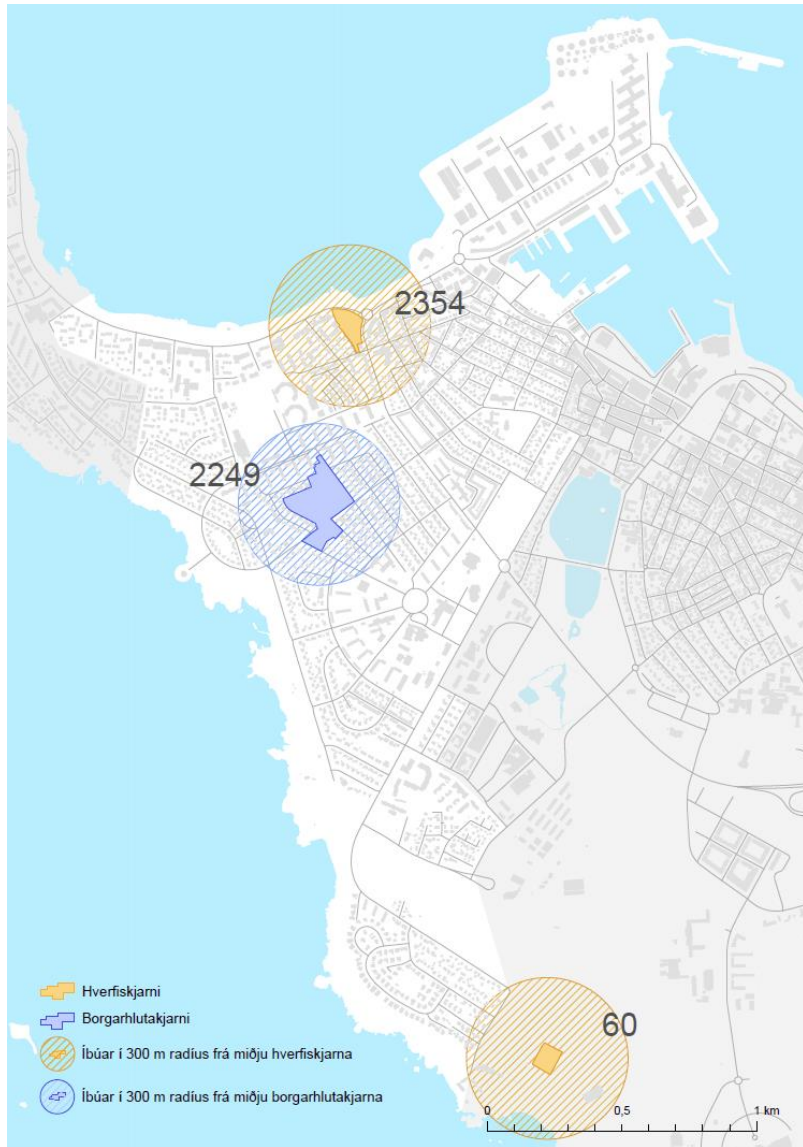 2354
2249
60
Hverfiskjarni
Borgarhlutakjarni
Íbúar í 300 m radíus frá miðju hverfiskjarna
Íbúar í 300 m radíus frá miðju borgarhlutakjarna
0 0,5 1 km